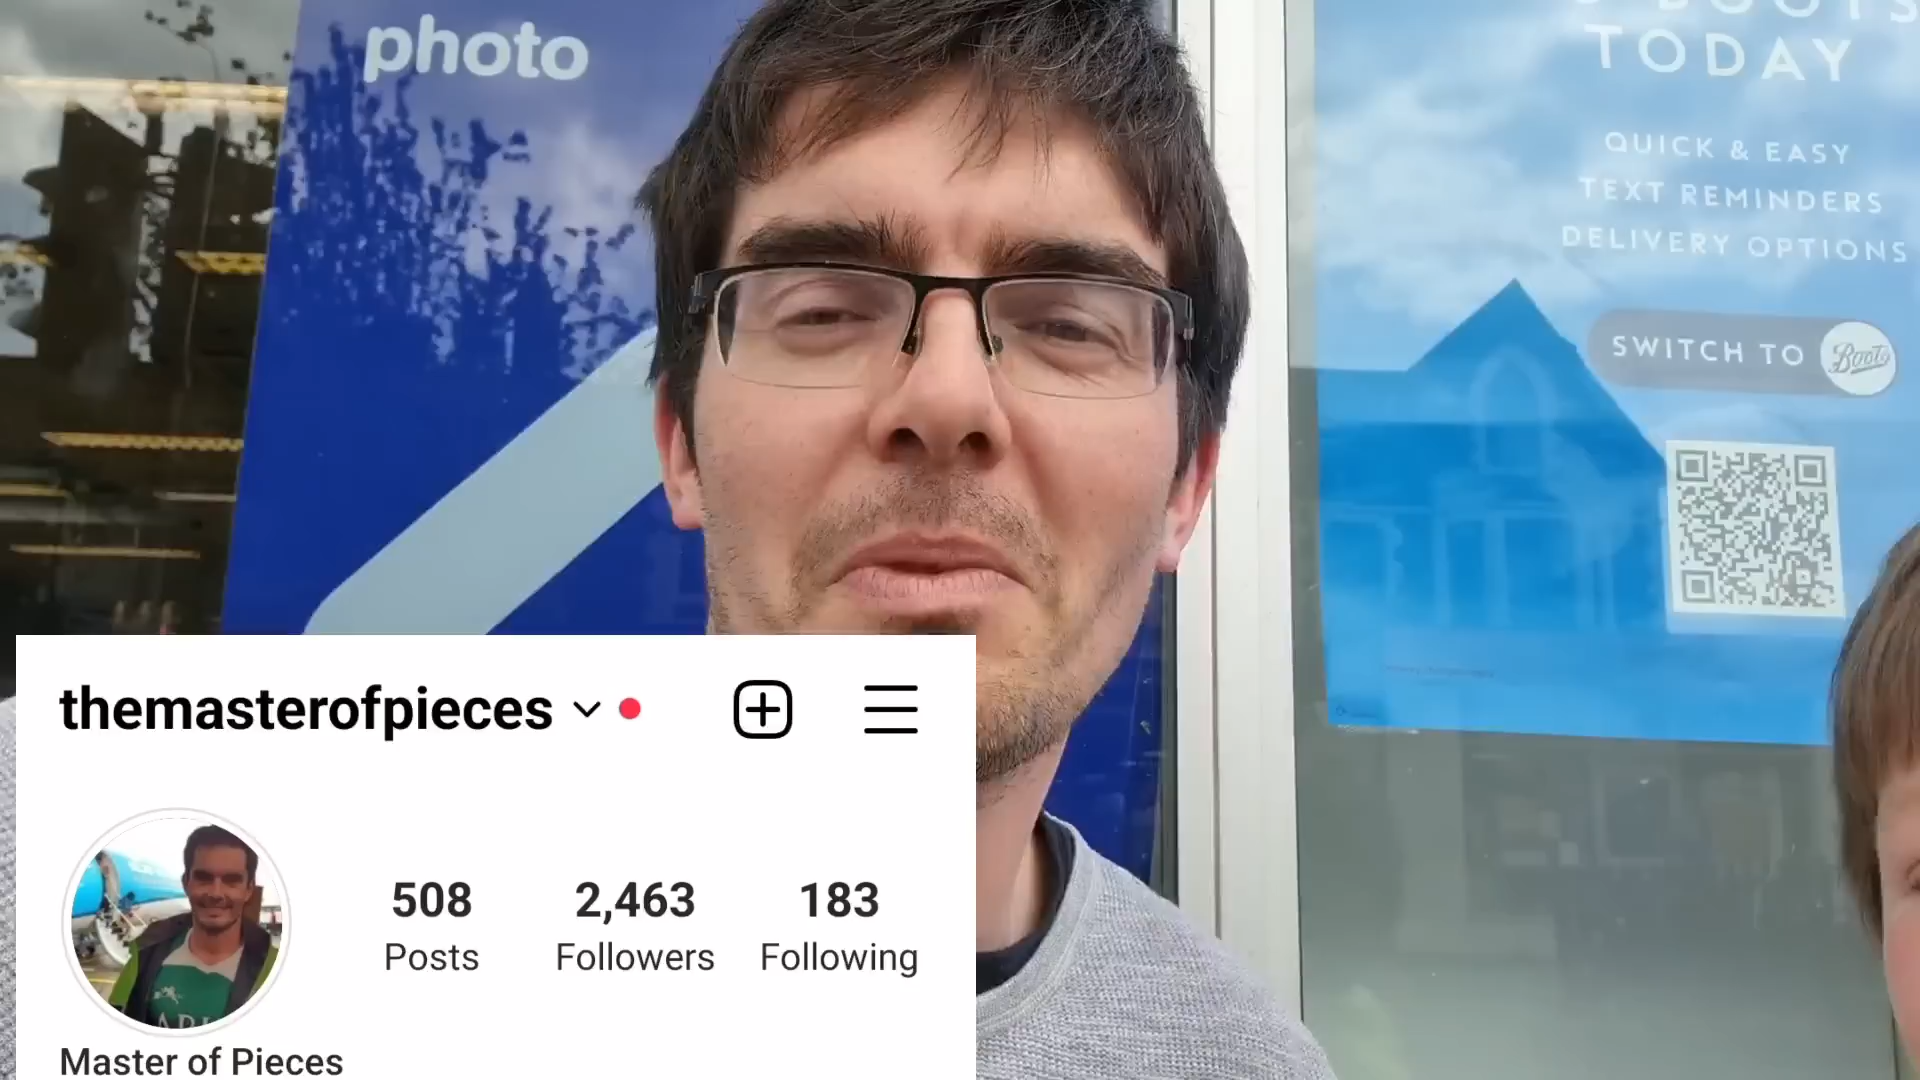 photo
TODAY
QUICK & EASY
TEXT REMINDERS
DELIVERY OPTIONS
SWITCH TO Boots
themasterofpieces
508 2,463 183
Posts Followers Following
Master of Pieces